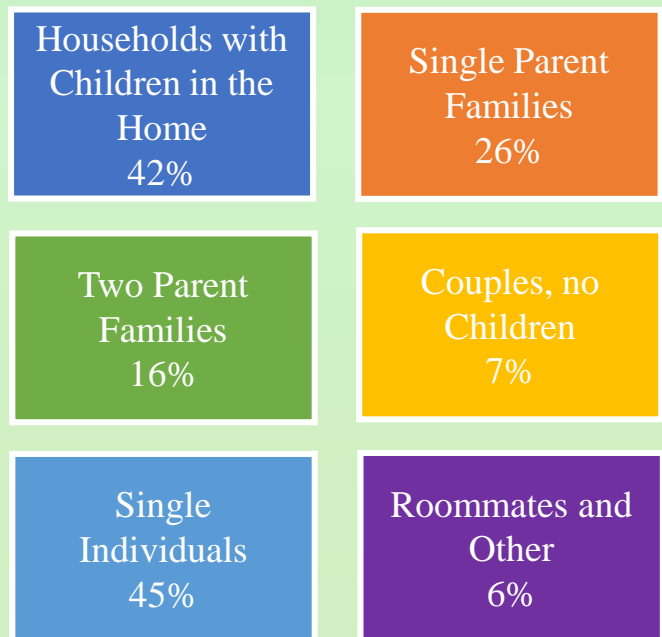 Households with
Children in the
Home
42%
Single Parent
Families
26%
Two Parent
Families
16%
Couples, no
Children
7%
Single
Individuals
45%
Roommates and
Other
6%